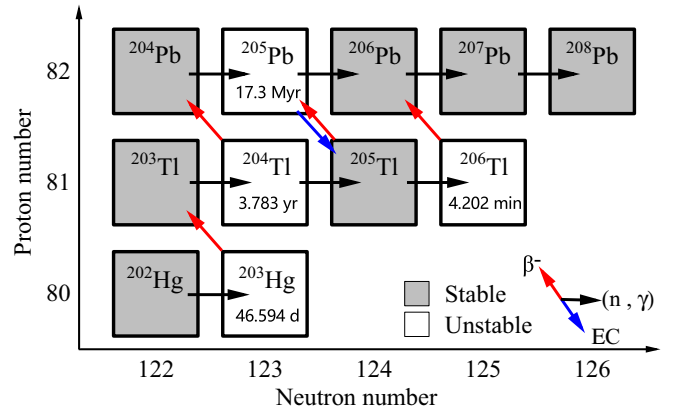 Proton number
82
²⁰⁴Pb
²⁰⁵Pb
17.3 Myr
²⁰⁶Pb
²⁰⁷Pb
²⁰⁸Pb
81
²⁰³Tl
²⁰⁴Tl
3.783 yr
²⁰⁵Tl
²⁰⁶Tl
4.202 min
80
²⁰²Hg
²⁰³Hg
46.594 d
Stable
Unstable
β⁻
(n , γ)
EC
122 123 124 125 126
Neutron number